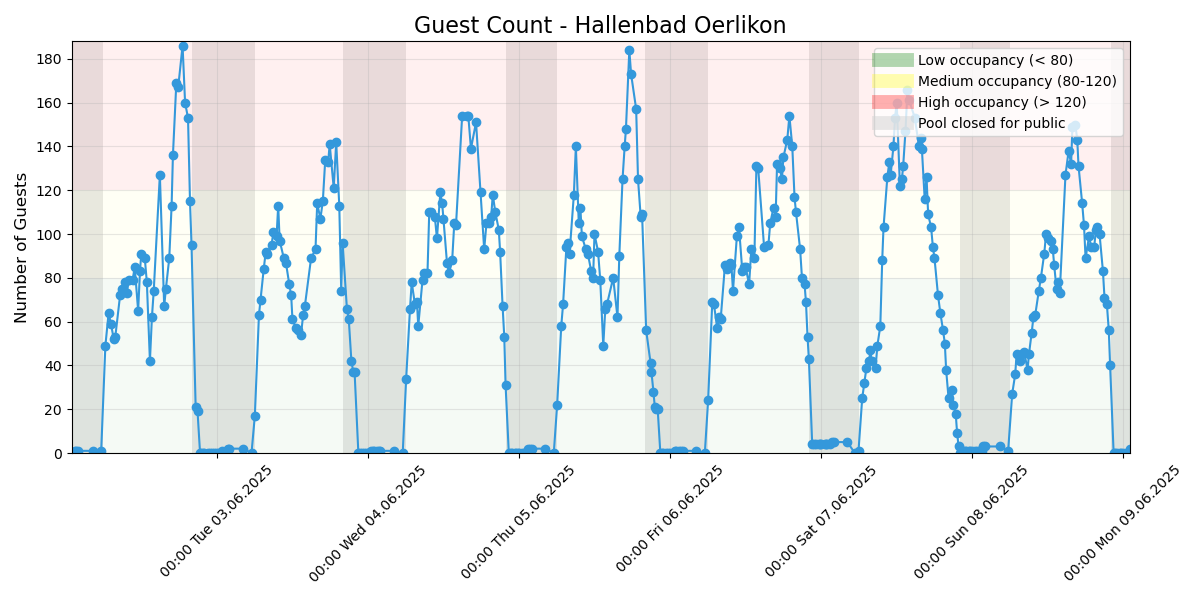 Guest Count - Hallenbad Oerlikon
Number of Guests
180
160
140
120
100
80
60
40
20
0
Low occupancy (< 80)
Medium occupancy (80-120)
High occupancy (> 120)
Pool closed for public
00:00 Tue 03.06.2025
00:00 Wed 04.06.2025
00:00 Thu 05.06.2025
00:00 Fri 06.06.2025
00:00 Sat 07.06.2025
00:00 Sun 08.06.2025
00:00 Mon 09.06.2025